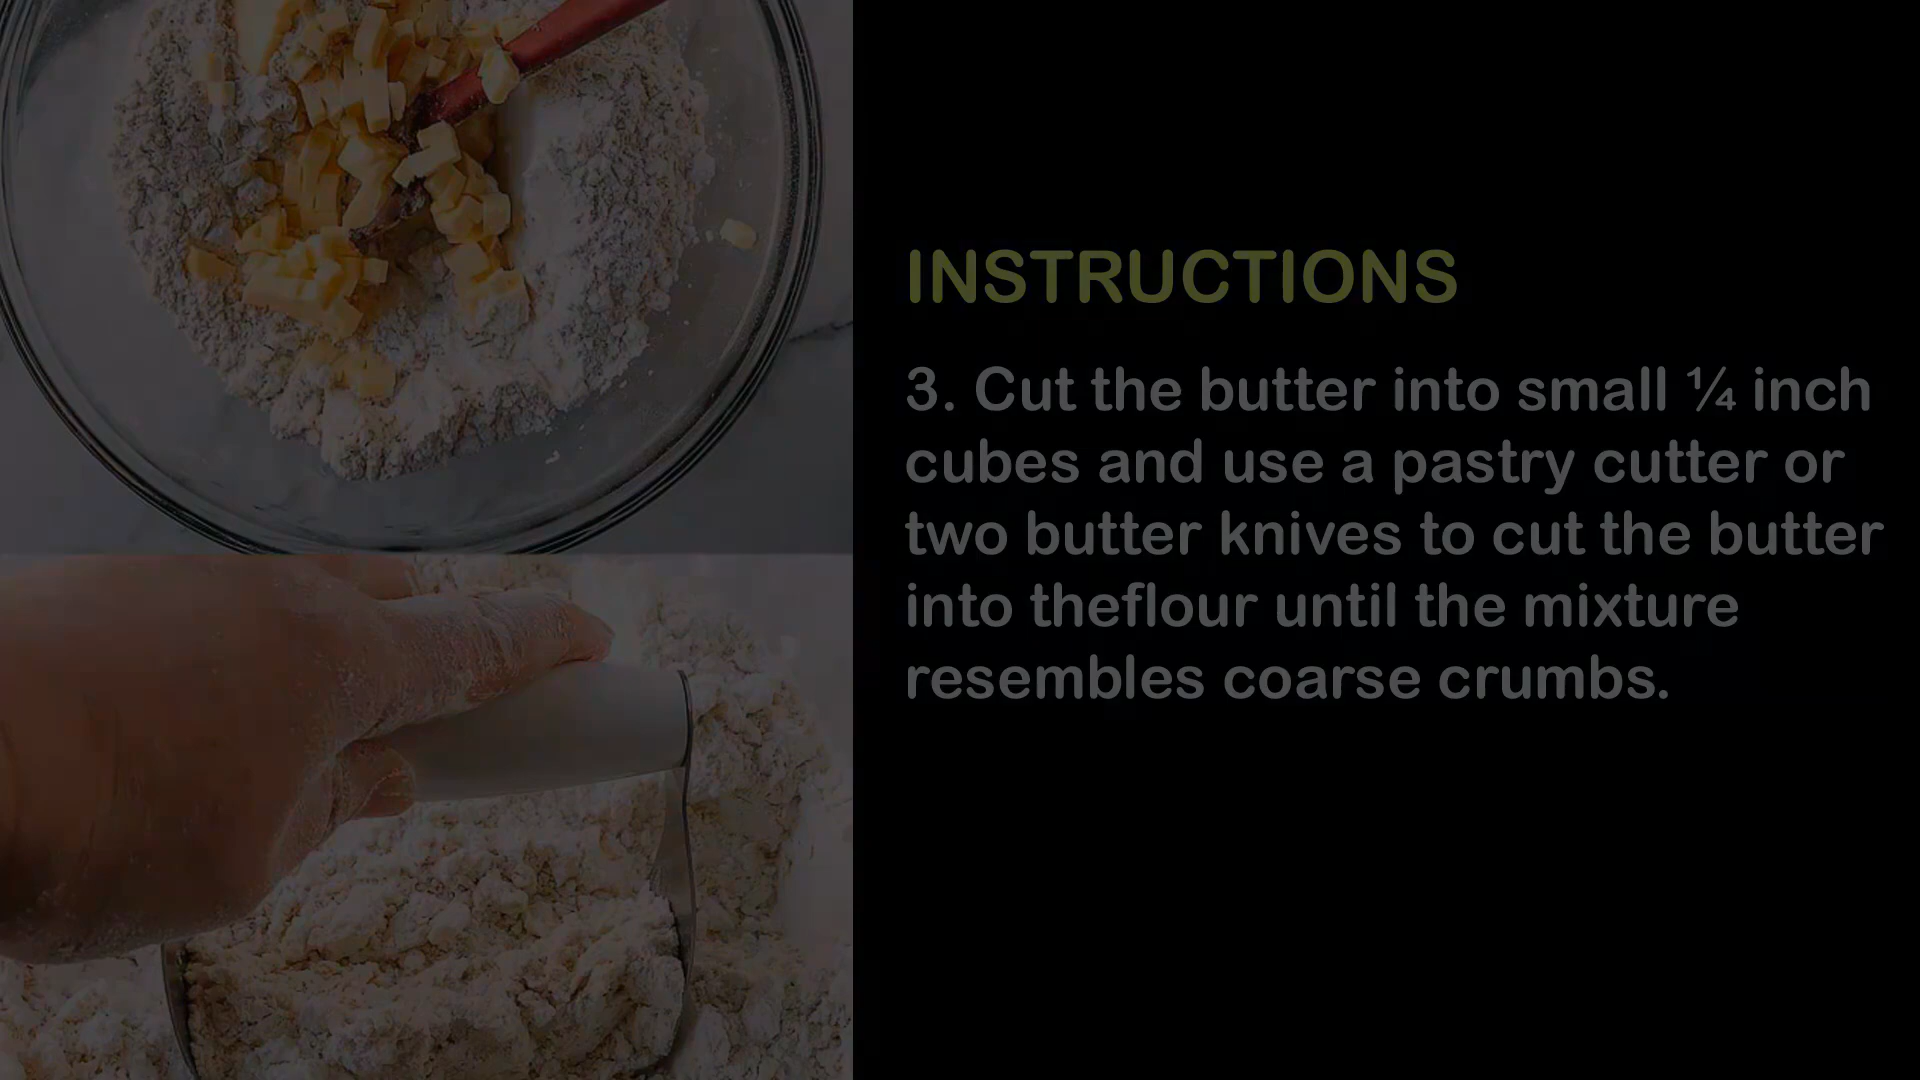 INSTRUCTIONS
3. Cut the butter into small ¼ inch
cubes and use a pastry cutter or
two butter knives to cut the butter
into theflour until the mixture
resembles coarse crumbs.